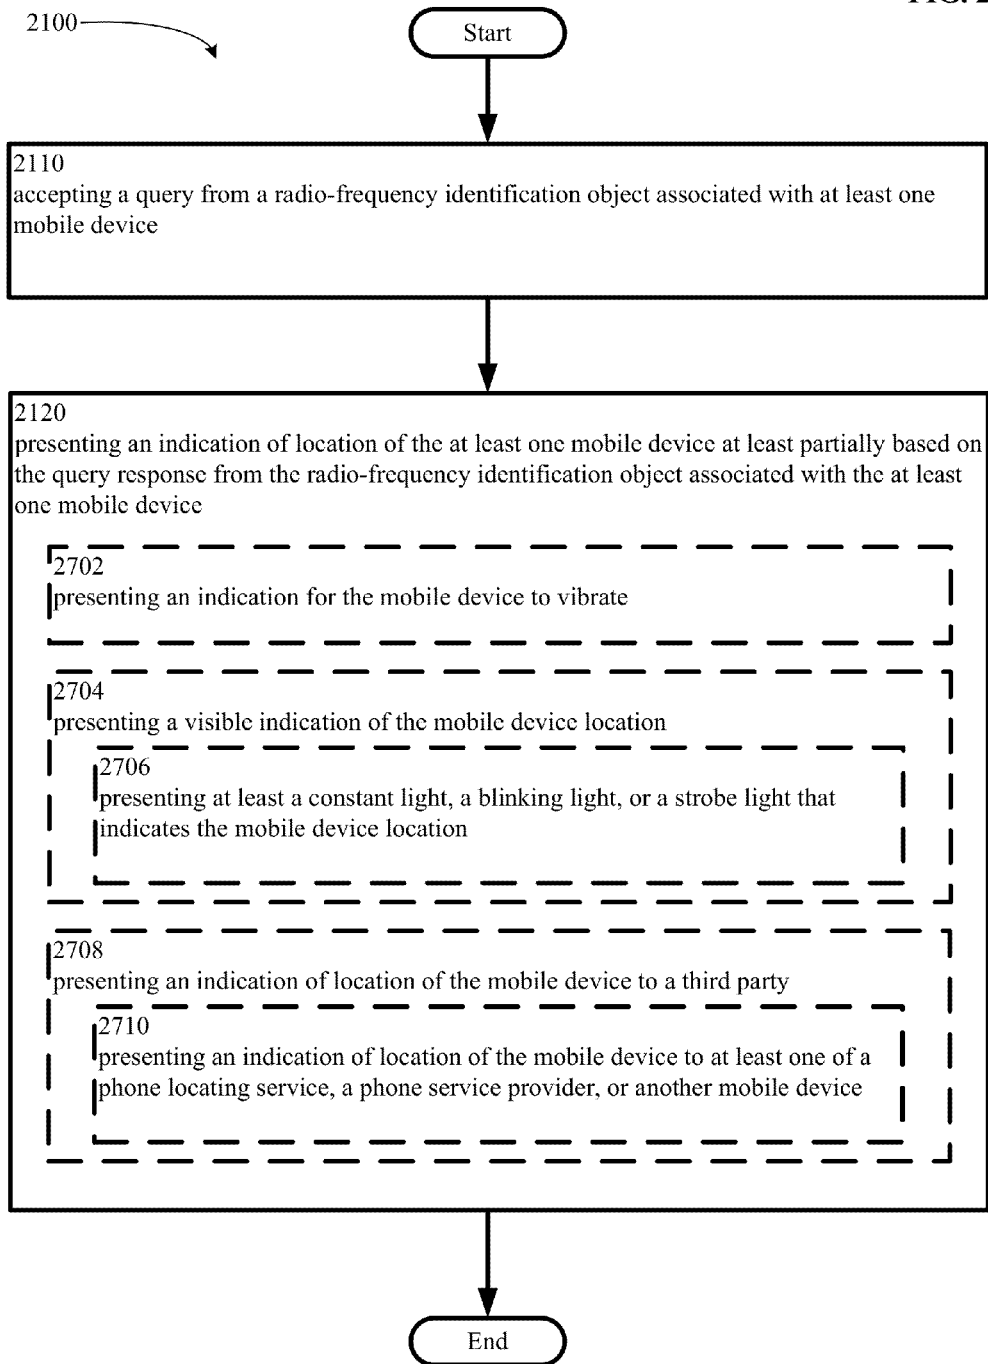 FIG. 2
2100
Start
2110
accepting a query from a radio-frequency identification object associated with at least one
mobile device
2120
presenting an indication of location of the at least one mobile device at least partially based on
the query response from the radio-frequency identification object associated with the at least
one mobile device
2702
presenting an indication for the mobile device to vibrate
2704
presenting a visible indication of the mobile device location
2706
presenting at least a constant light, a blinking light, or a strobe light that
indicates the mobile device location
2708
presenting an indication of location of the mobile device to a third party
2710
presenting an indication of location of the mobile device to at least one of a
phone locating service, a phone service provider, or another mobile device
End